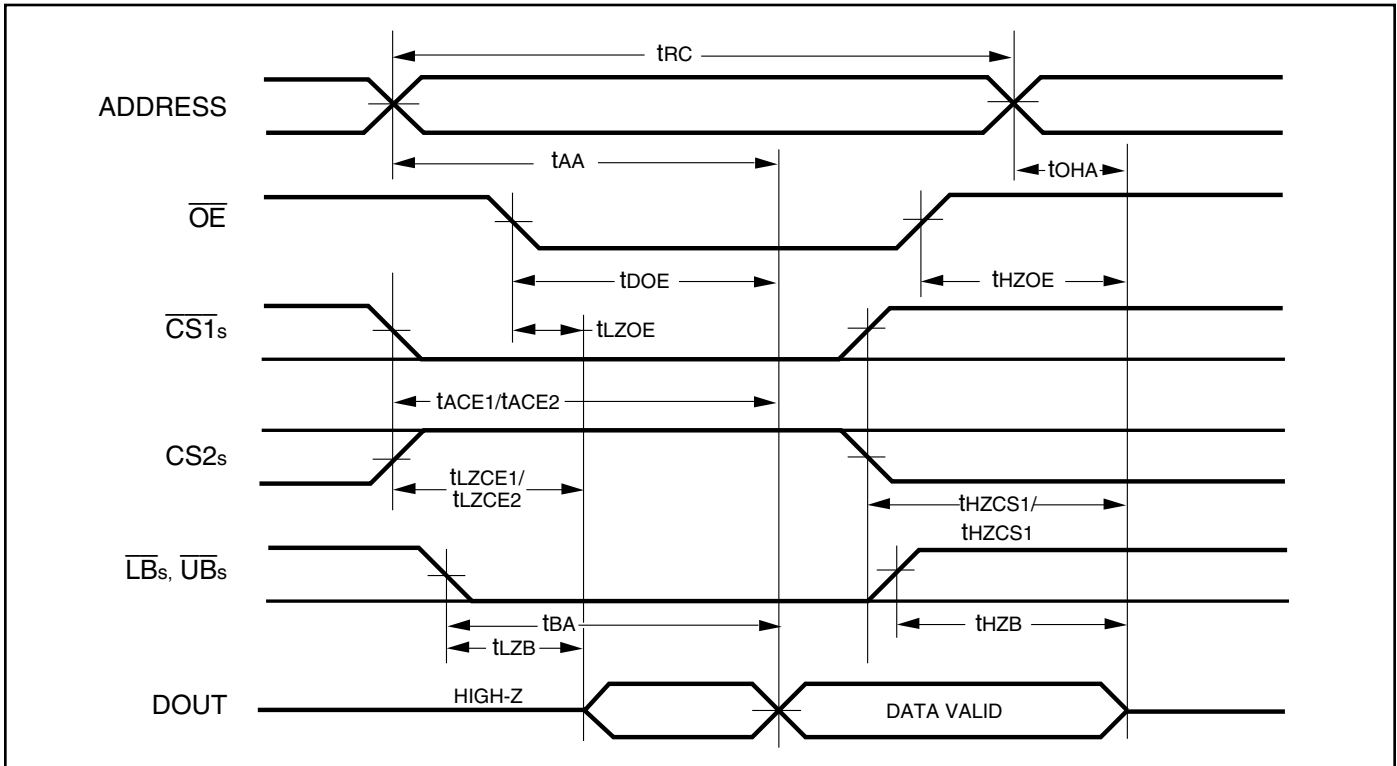 tRC
ADDRESS
tAA
tOHA
OE
tDOE
tHZOE
CS1s
tLZOE
tACE1/tACE2
CS2s
tLZCE1/
tLZCE2
tHZCS1/
tHZCS1
LBs, UBs
tBA
tHZB
tLZB
HIGH-Z
DOUT
DATA VALID